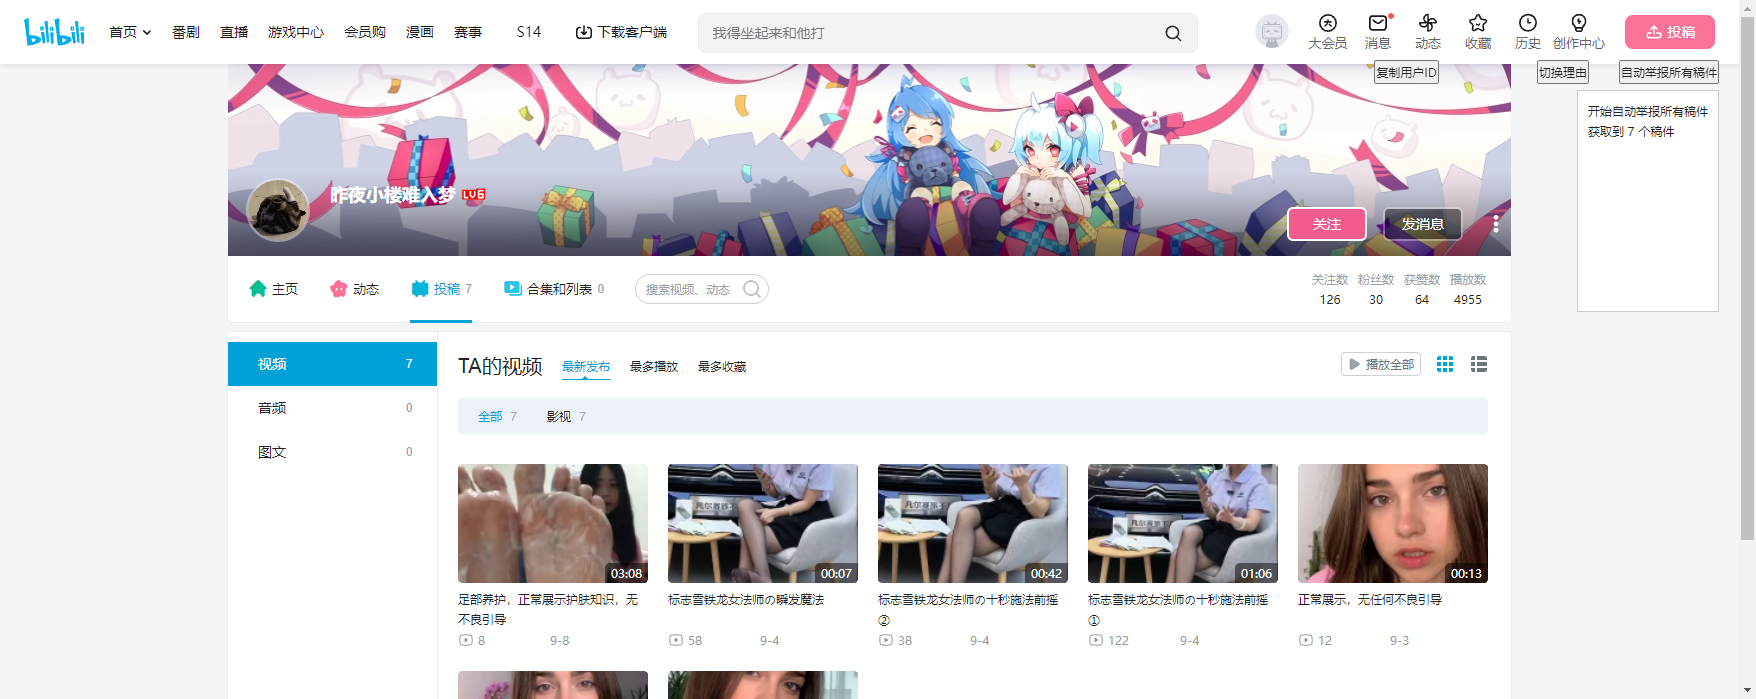 bilibili
首页
番剧
直播
游戏中心
会员购
漫画
赛事
S14
下载客户端
我得坐起来和他打
大会员
消息
动态
收藏
历史
创作中心
投稿
复制用户ID
切换理由
自动举报所有稿件
开始自动举报所有稿件
获取到 7 个稿件
昨夜小楼难入梦 LV6
关注
发消息
主页
动态
投稿 7
合集和列表 0
搜索视频、动态
关注数 粉丝数 获赞数 播放数
126 30 64 4955
视频 7
音频 0
图文 0
TA的视频
最新发布
最多播放
最多收藏
播放全部
全部 7
影视 7
03:08
足部养护，正常展示护肤知识，无
不良引导
8 9-8
00:07
标志雪铁龙女法师の瞬发魔法
58 9-4
00:42
标志雪铁龙女法师の十秒施法前摇
②
38 9-4
01:06
标志雪铁龙女法师の十秒施法前摇
①
122 9-4
00:13
正常展示，无任何不良引导
12 9-3